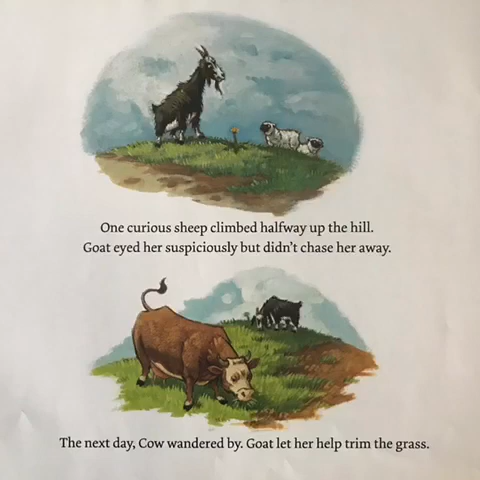 One curious sheep climbed halfway up the hill.
Goat eyed her suspiciously but didn't chase her away.
The next day, Cow wandered by. Goat let her help trim the grass.